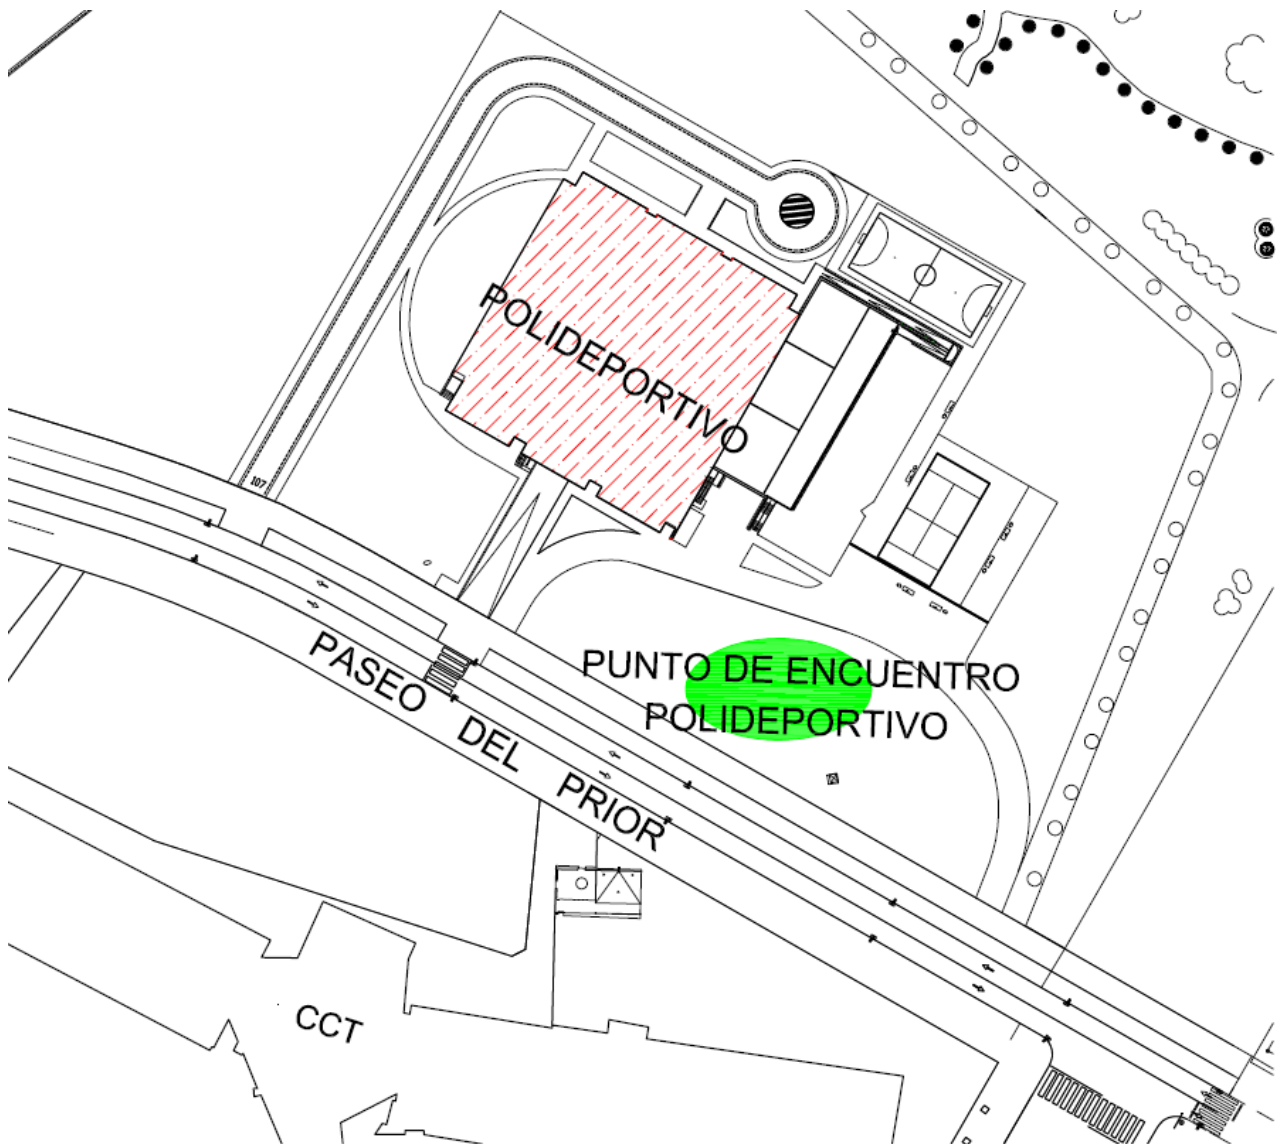 POLIDEPORTIVO
107
PUNTO DE ENCUENTRO
POLIDEPORTIVO
PASEO DEL PRIOR
CCT